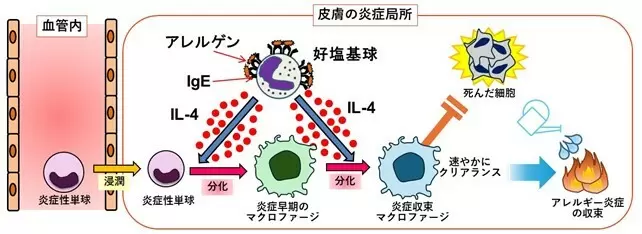 血管内
皮膚の炎症局所
アレルゲン
IgE
好塩基球
IL-4
IL-4
死んだ細胞
炎症性単球
浸潤
炎症性単球
分化
炎症早期の
マクロファージ
分化
炎症収束
マクロファージ
速やかに
クリアランス
アレルギー炎症
の収束